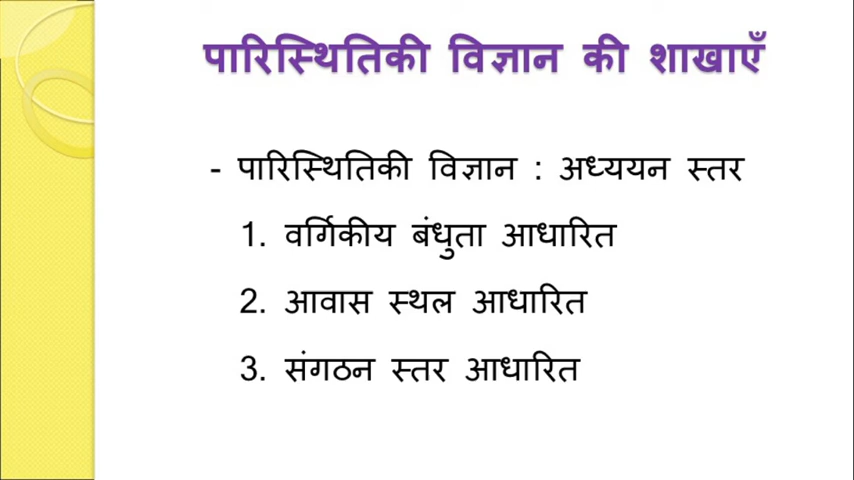 पारिस्थितिकी विज्ञान की शाखाएँ
- पारिस्थितिकी विज्ञान : अध्ययन स्तर
1. वर्गिकीय बंधुता आधारित
2. आवास स्थल आधारित
3. संगठन स्तर आधारित